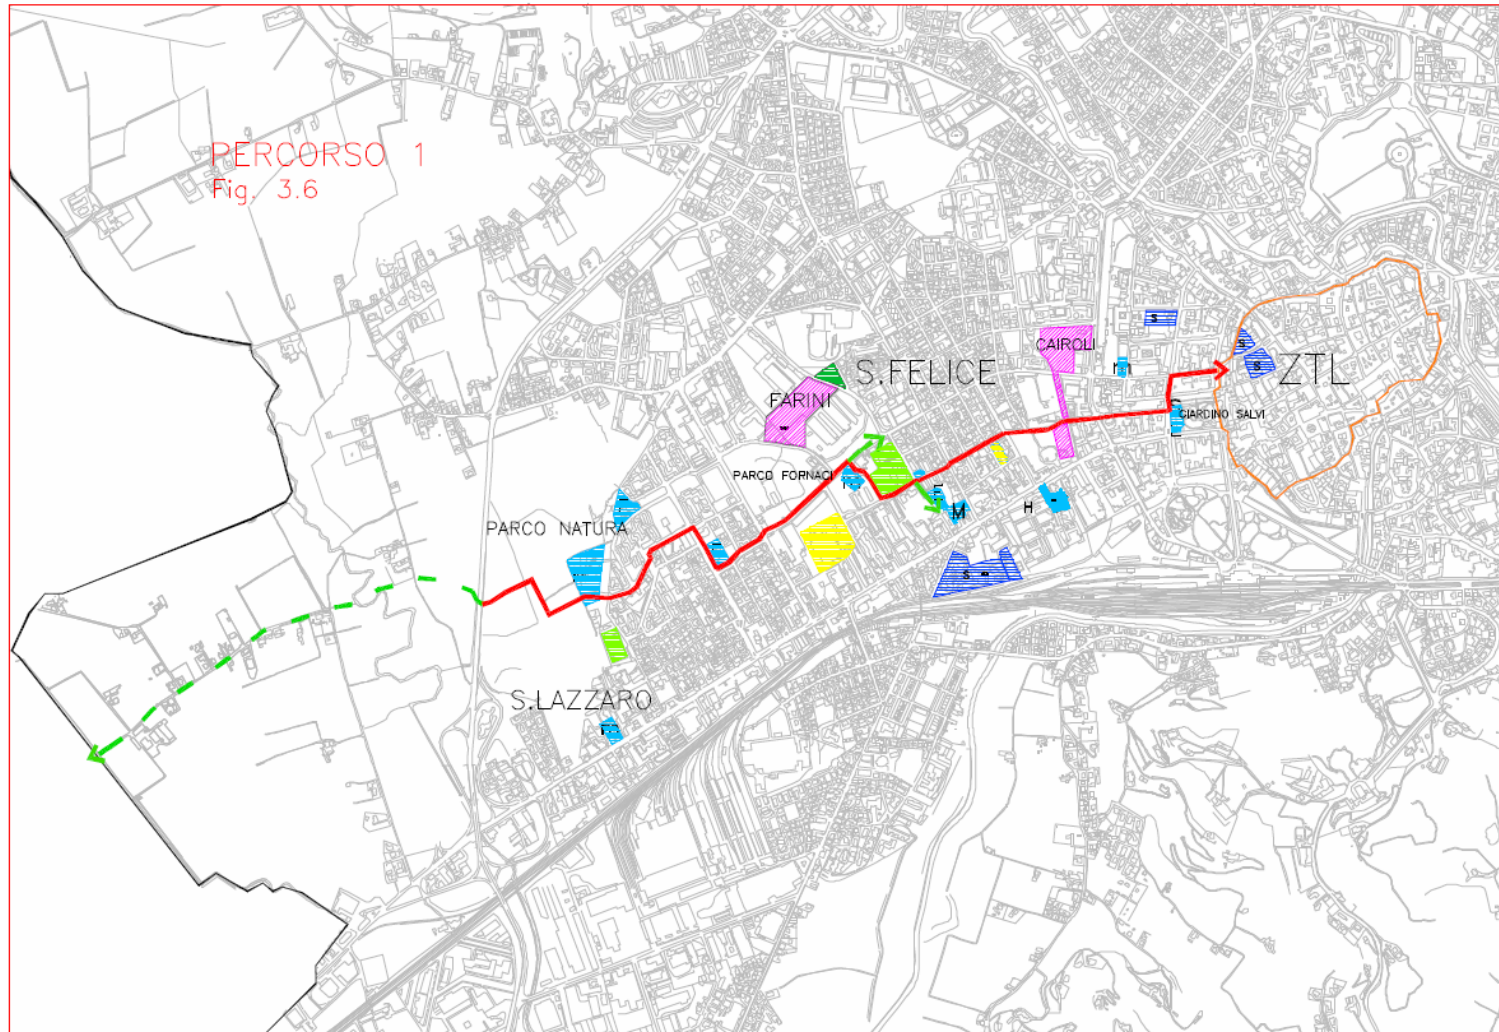 PERCORSO 1
Fig. 3.6
S
CAIROLI
S
S.FELICE
S
ZTL
FARINI
GIARDINO SALVI
PARCO FORNACI
H
M
PARCO NATURA
S
S.LAZZARO